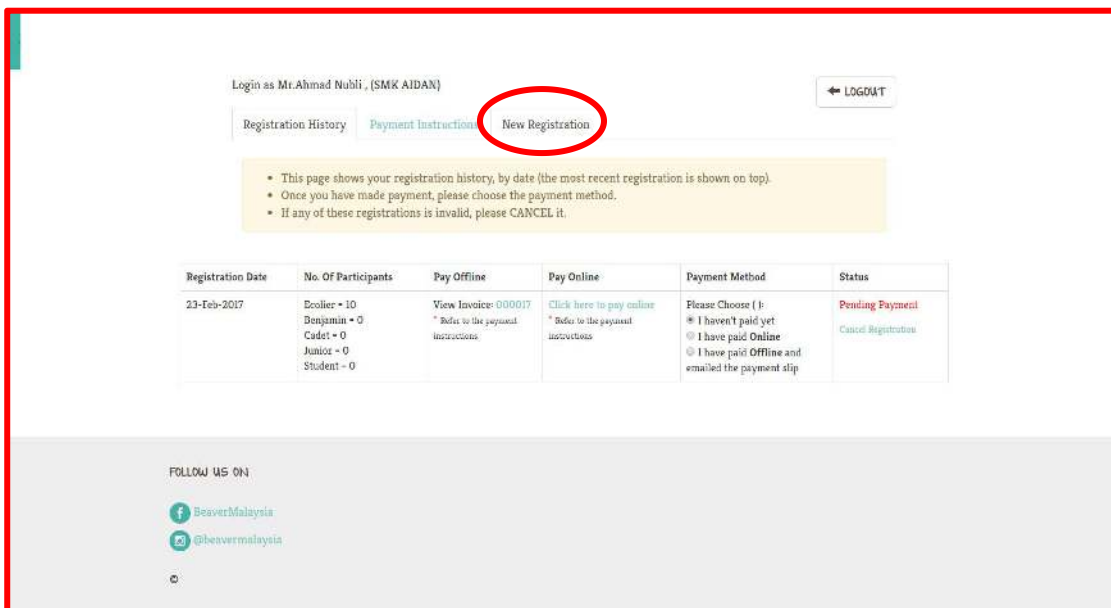 Login as Mr.Ahmad Nubli , (SMK AIDAN)
LOGOUT
Registration History Payment Instructions New Registration
• This page shows your registration history, by date (the most recent registration is shown on top).
• Once you have made payment, please choose the payment method.
• If any of these registrations is invalid, please CANCEL it.
Registration Date No. Of Participants Pay Offline Pay Online Payment Method Status
23-Feb-2017
Ecolier = 10
Benjamin = 0
Cadet = 0
Junior = 0
Student = 0
View Invoice: 000017
* Refer to the payment
instructions
Click here to pay online
* Refer to the payment
instructions
Please Choose ( ):
I haven't paid yet
I have paid Online
I have paid Offline and
emailed the payment slip
Pending Payment
Cancel Registration
FOLLOW US ON
BeaverMalaysia
@beavermalaysia
©